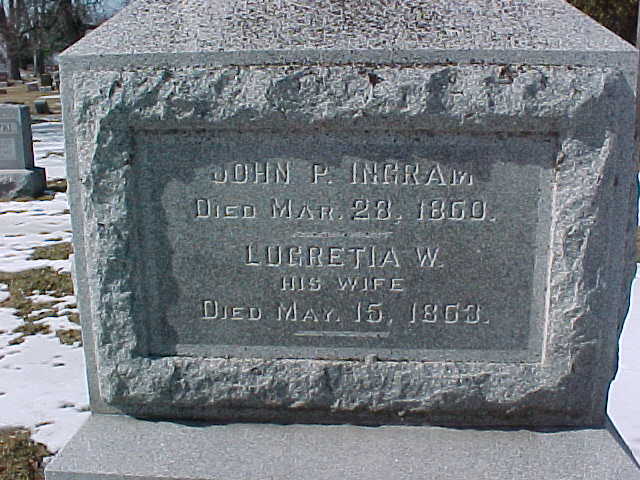 JOHN P. INGRAM
DIED MAR. 28, 1860.
LUCRETIA W.
HIS WIFE
DIED MAY. 15, 1863.